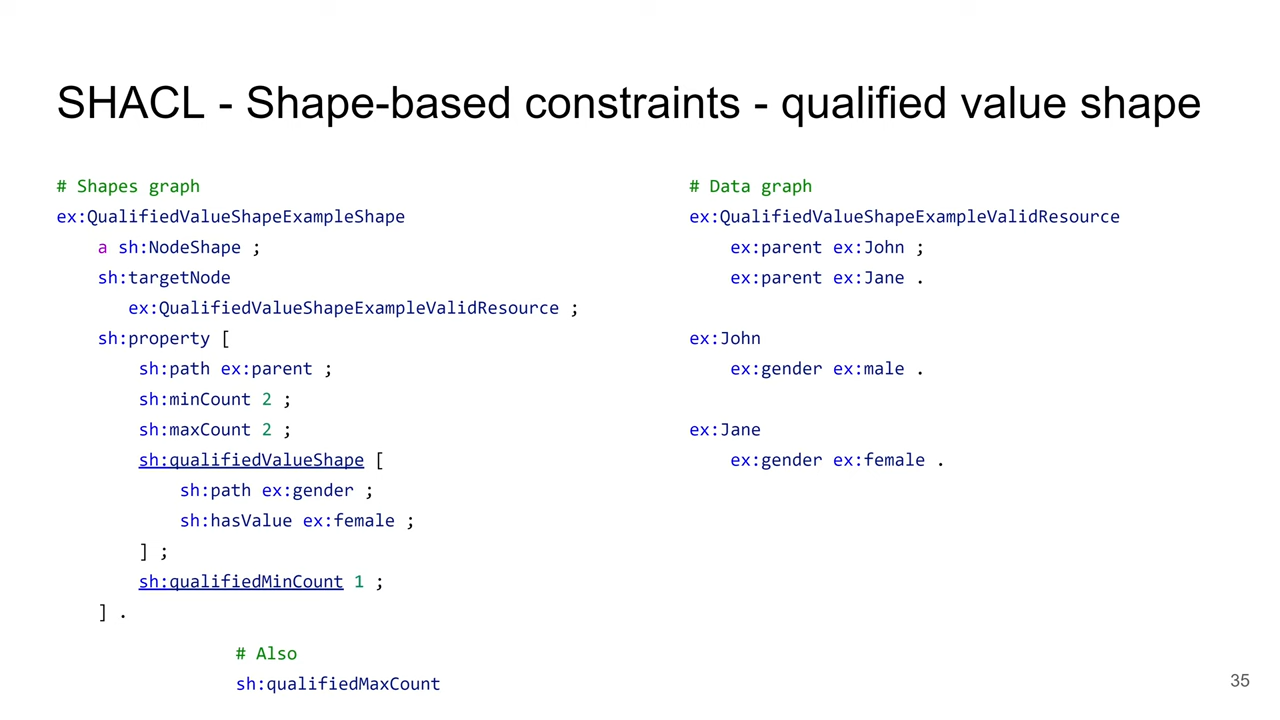 SHACL - Shape-based constraints - qualified value shape
# Shapes graph
ex:QualifiedValueShapeExampleShape
a sh:NodeShape ;
sh:targetNode
ex:QualifiedValueShapeExampleValidResource ;
sh:property [
sh:path ex:parent ;
sh:minCount 2 ;
sh:maxCount 2 ;
sh:qualifiedValueShape [
sh:path ex:gender ;
sh:hasValue ex:female ;
] ;
sh:qualifiedMinCount 1 ;
] .
# Also
sh:qualifiedMaxCount
# Data graph
ex:QualifiedValueShapeExampleValidResource
ex:parent ex:John ;
ex:parent ex:Jane .
ex:John
ex:gender ex:male .
ex:Jane
ex:gender ex:female .
35